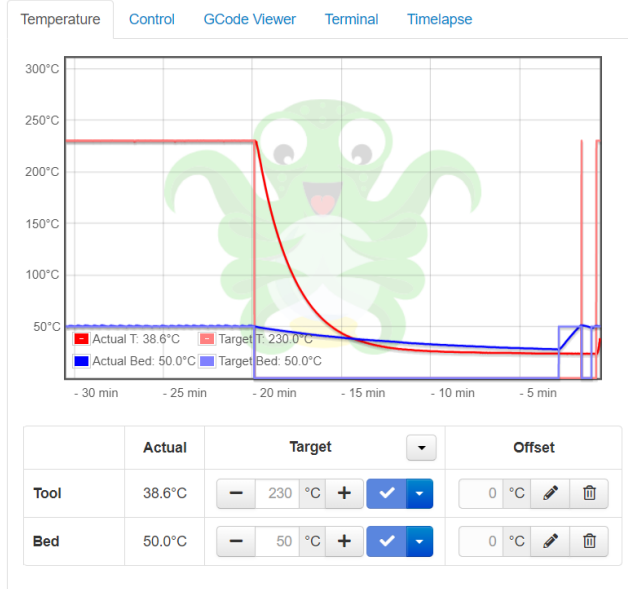 Temperature Control GCode Viewer Terminal Timelapse
300°C
250°C
200°C
150°C
100°C
50°C
Actual T: 38.6°C Target T: 230.0°C
Actual Bed: 50.0°C Target Bed: 50.0°C
- 30 min - 25 min - 20 min - 15 min - 10 min - 5 min
Actual Target Offset
Tool 38.6°C 230 °C 0 °C
Bed 50.0°C 50 °C 0 °C